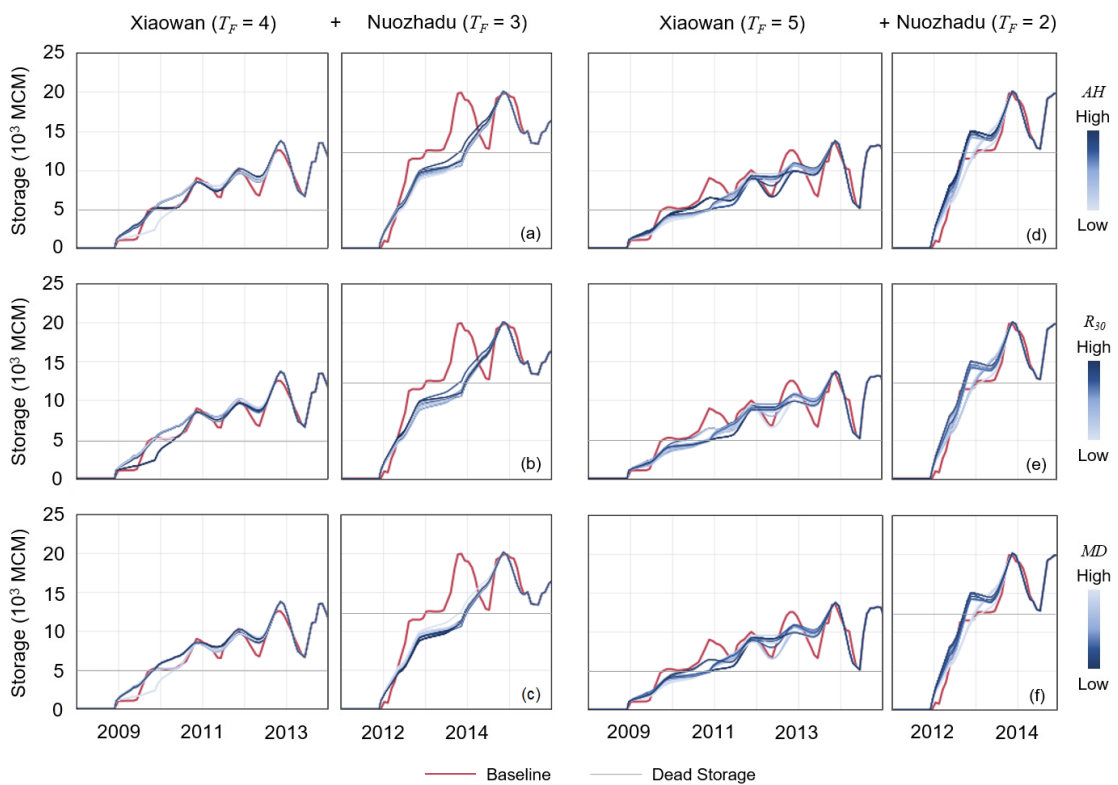 Xiaowan (T_F = 4) + Nuozhadu (T_F = 3) Xiaowan (T_F = 5) + Nuozhadu (T_F = 2)
Storage (10³ MCM)
25
20
15
10
5
0
(a)
(d)
AH
High
Low
Storage (10³ MCM)
25
20
15
10
5
0
(b)
(e)
R₃₀
High
Low
Storage (10³ MCM)
25
20
15
10
5
0
(c)
(f)
MD
High
Low
2009 2011 2013 2012 2014 2009 2011 2013 2012 2014
Baseline Dead Storage